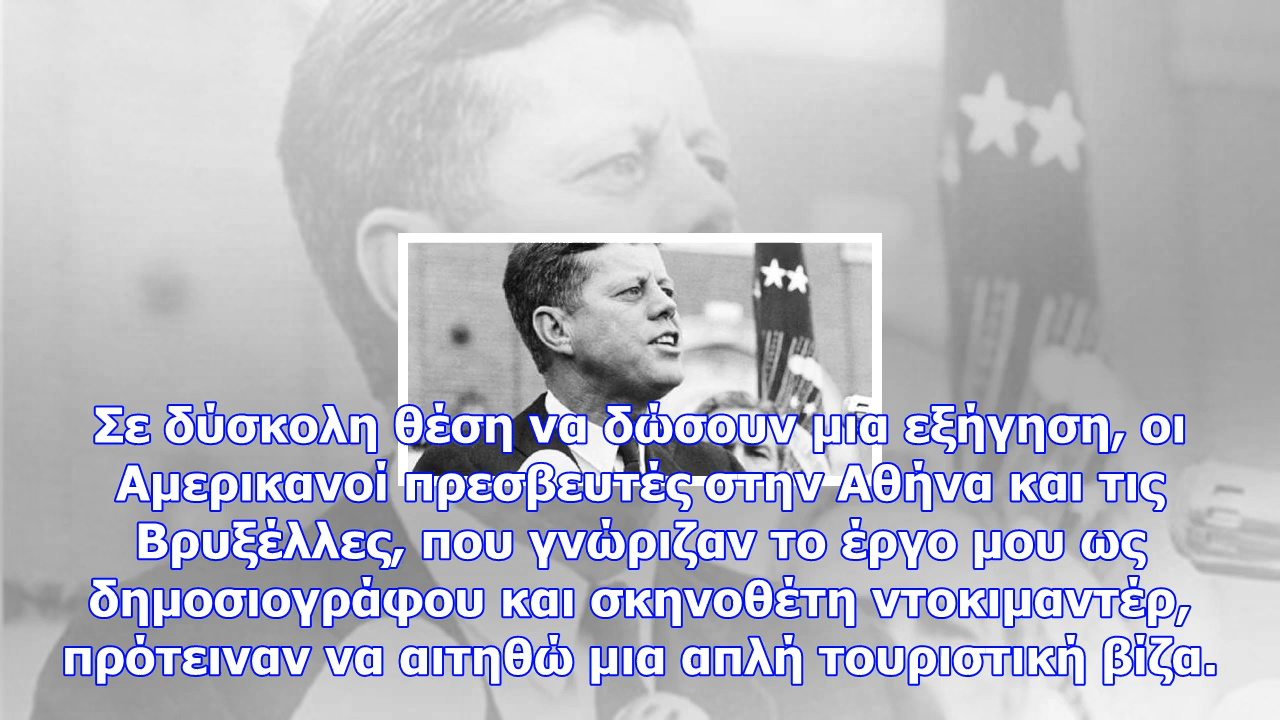 Σε δύσκολη θέση να δώσουν μια εξήγηση, οι
Αμερικανοί πρεσβευτές στην Αθήνα και τις
Βρυξέλλες, που γνώριζαν το έργο μου ως
δημοσιογράφου και σκηνοθέτη ντοκιμαντέρ,
πρότειναν να αιτηθώ μια απλή τουριστική βίζα.